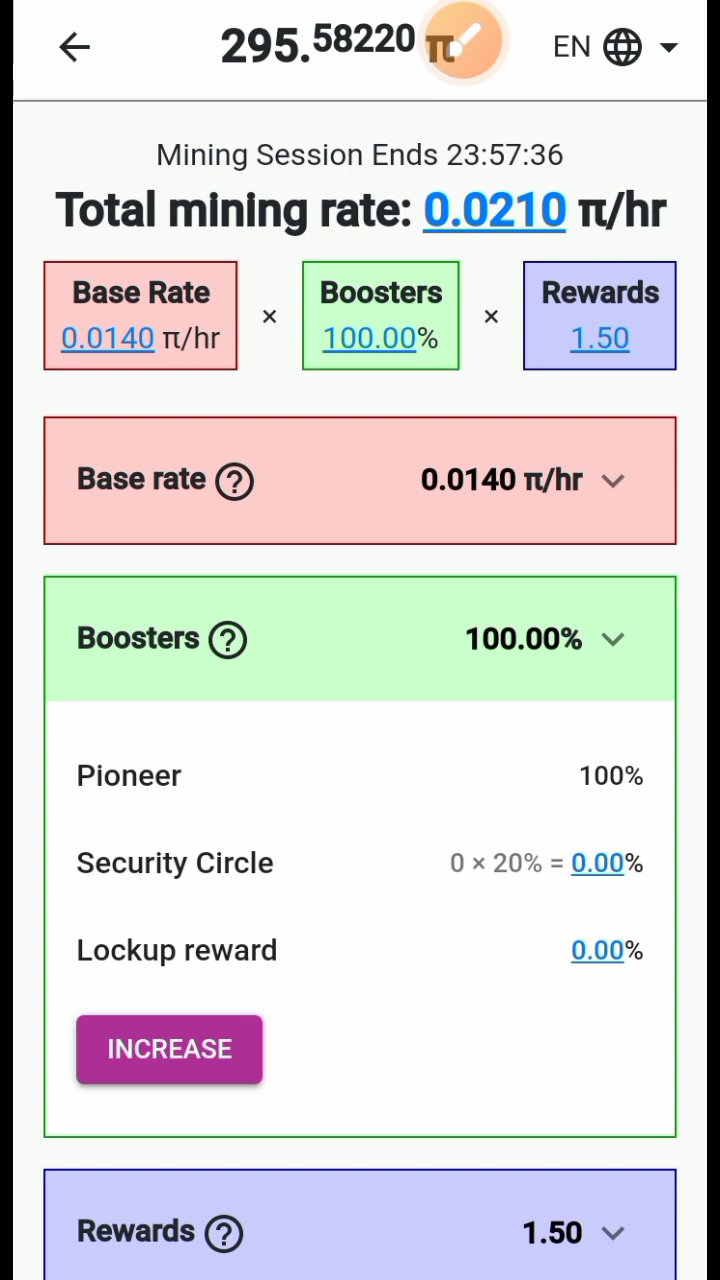 295.58220 π EN
Mining Session Ends 23:57:36
Total mining rate: 0.0210 π/hr
Base Rate × Boosters × Rewards
0.0140 π/hr 100.00% 1.50
Base rate ? 0.0140 π/hr
Boosters ? 100.00%
Pioneer 100%
Security Circle 0 × 20% = 0.00%
Lockup reward 0.00%
INCREASE
Rewards ? 1.50